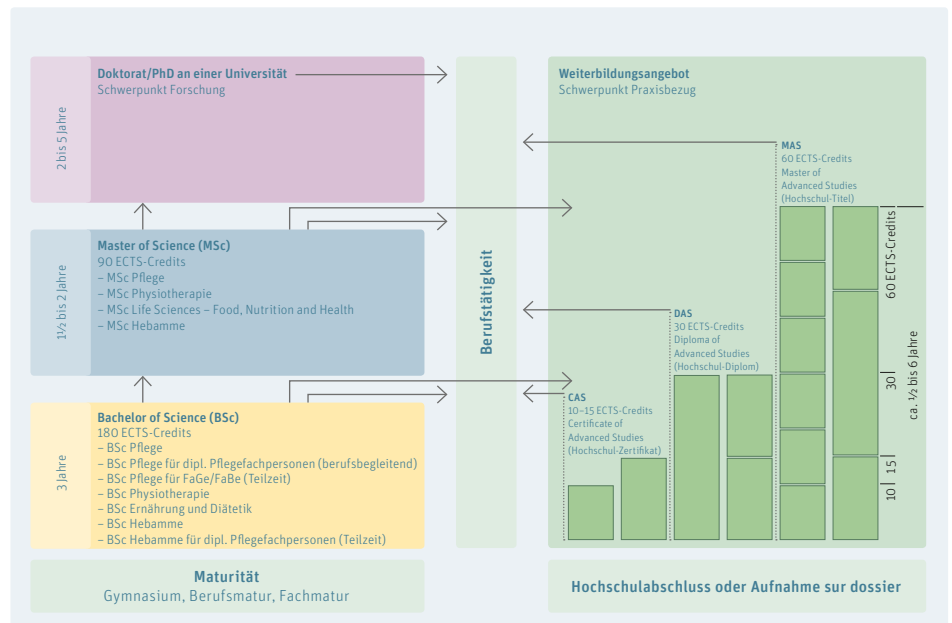 Doktorat/PhD an einer Universität
Schwerpunkt Forschung
2 bis 5 Jahre
Master of Science (MSc)
90 ECTS-Credits
– MSc Pflege
– MSc Physiotherapie
– MSc Life Sciences – Food, Nutrition and Health
– MSc Hebamme
1½ bis 2 Jahre
Bachelor of Science (BSc)
180 ECTS-Credits
– BSc Pflege
– BSc Pflege für dipl. Pflegefachpersonen (berufsbegleitend)
– BSc Pflege für FaGe/FaBe (Teilzeit)
– BSc Physiotherapie
– BSc Ernährung und Diätetik
– BSc Hebamme
– BSc Hebamme für dipl. Pflegefachpersonen (Teilzeit)
3 Jahre
Maturität
Gymnasium, Berufsmatur, Fachmatur
Berufstätigkeit
Weiterbildungsangebot
Schwerpunkt Praxisbezug
MAS
60 ECTS-Credits
Master of
Advanced Studies
(Hochschul-Titel)
DAS
30 ECTS-Credits
Diploma of
Advanced Studies
(Hochschul-Diplom)
CAS
10–15 ECTS-Credits
Certificate of
Advanced Studies
(Hochschul-Zertifikat)
60 ECTS-Credits
30
15
10
ca. ½ bis 6 Jahre
Hochschulabschluss oder Aufnahme sur dossier